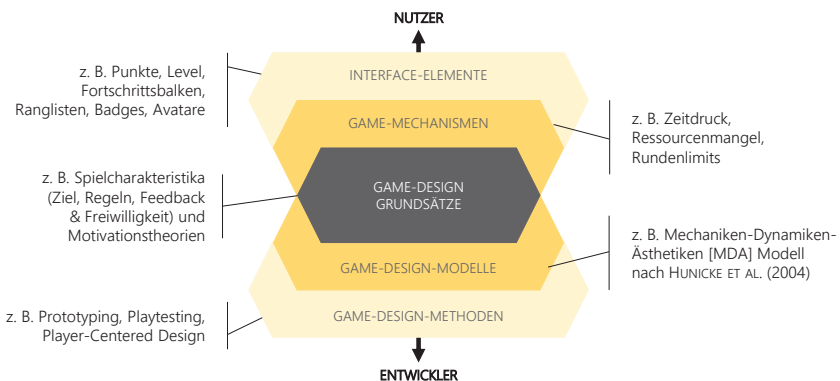 NUTZER
INTERFACE-ELEMENTE
z. B. Punkte, Level,
Fortschrittsbalken,
Ranglisten, Badges, Avatare
GAME-MECHANISMEN
z. B. Zeitdruck,
Ressourcenmangel,
Rundenlimits
GAME-DESIGN
GRUNDSÄTZE
z. B. Spielcharakteristika
(Ziel, Regeln, Feedback
& Freiwilligkeit) und
Motivationstheorien
GAME-DESIGN-MODELLE
z. B. Mechaniken-Dynamiken-
Ästhetiken [MDA] Modell
nach HUNICKE ET AL. (2004)
GAME-DESIGN-METHODEN
z. B. Prototyping, Playtesting,
Player-Centered Design
ENTWICKLER